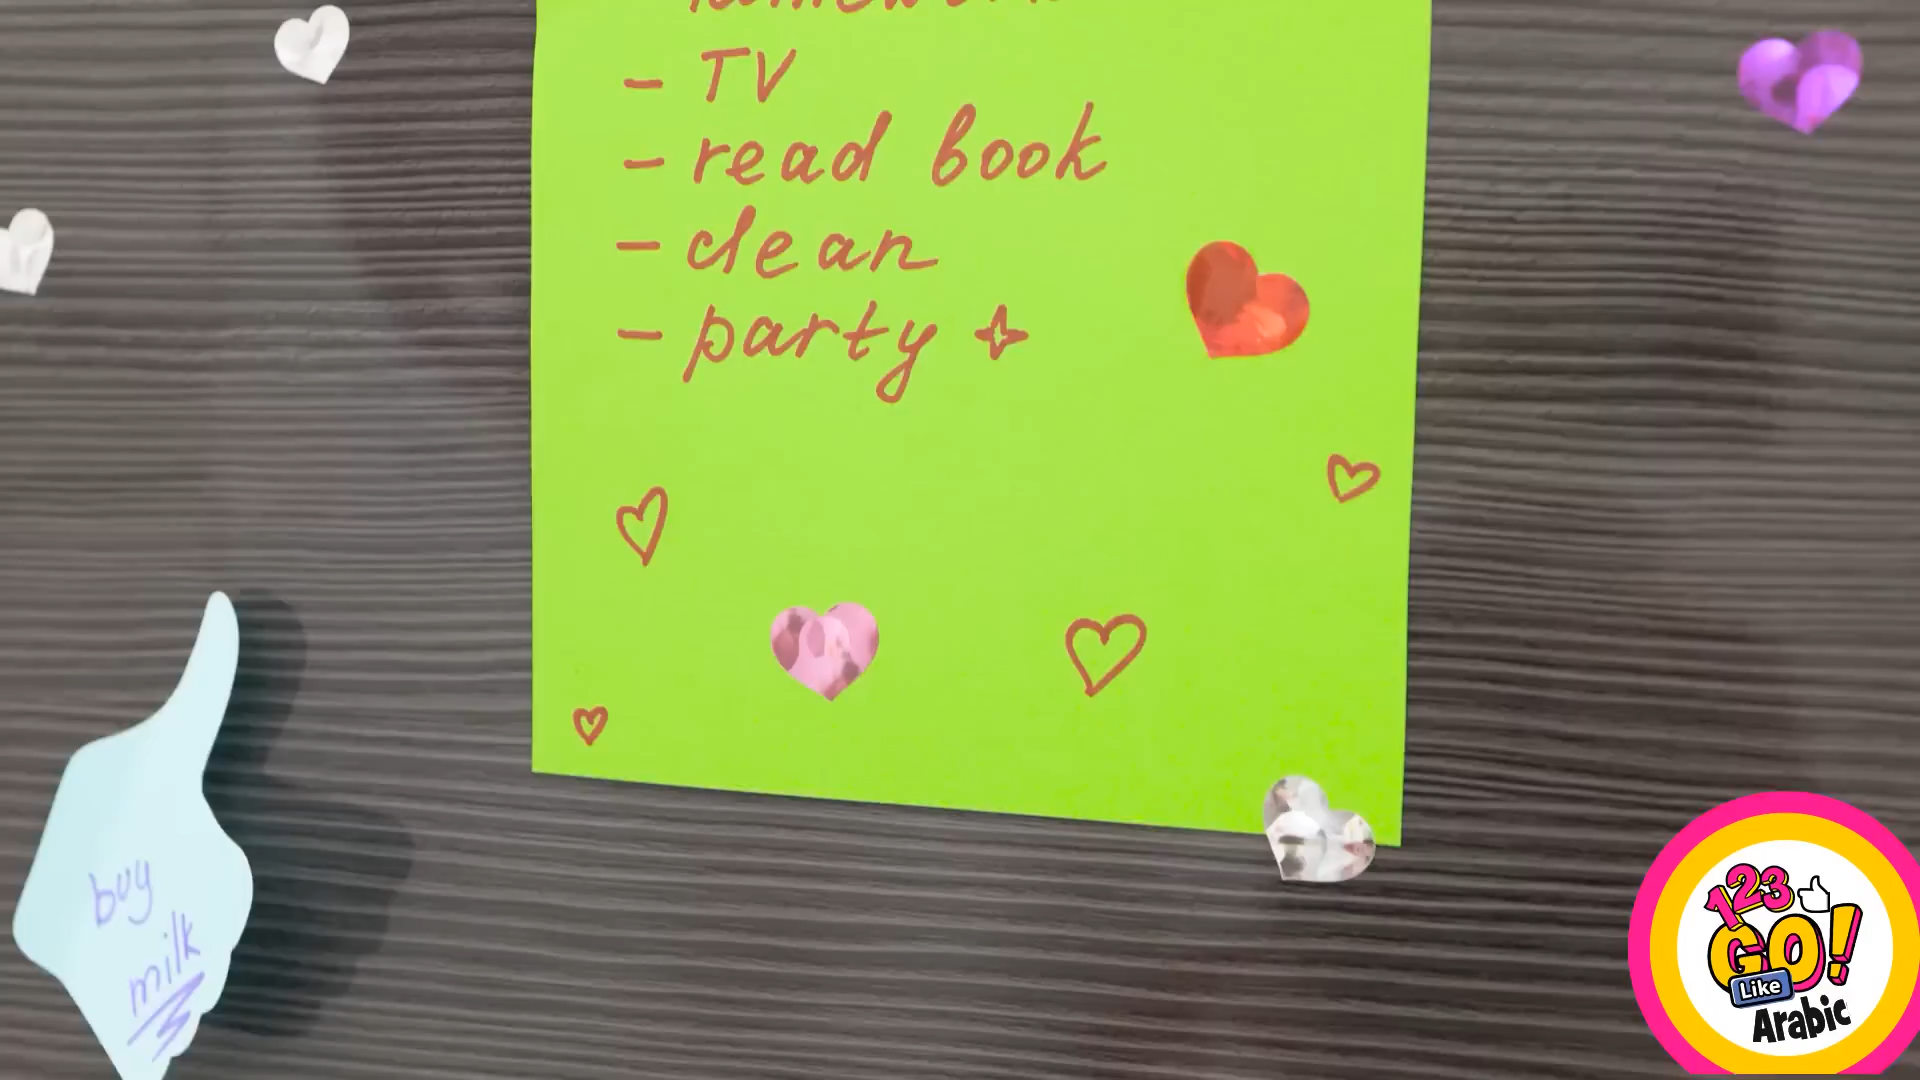 - TV
- read book
- clean
- party
buy
milk
123
GO!
Like
Arabic